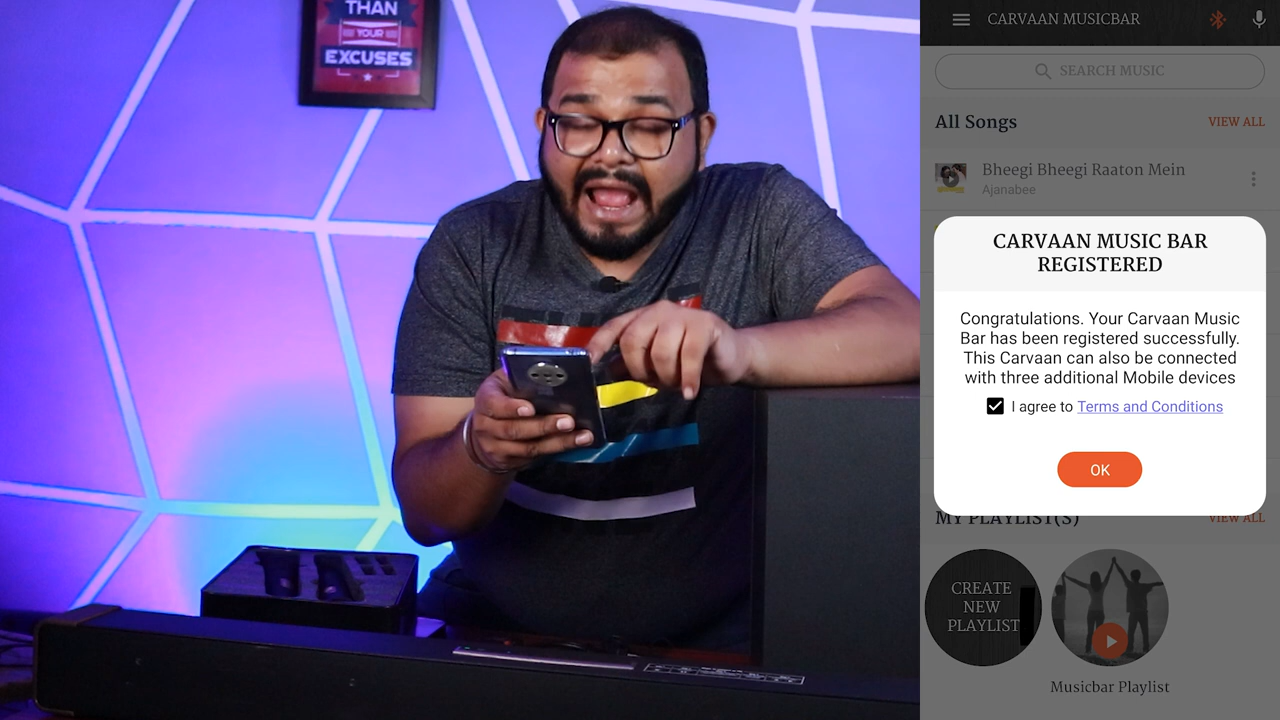 THAN
YOUR
EXCUSES
CARVAAN MUSICBAR
SEARCH MUSIC
All Songs
VIEW ALL
Bheegi Bheegi Raaton Mein
Ajanabee
CARVAAN MUSIC BAR
REGISTERED
Congratulations. Your Carvaan Music
Bar has been registered successfully.
This Carvaan can also be connected
with three additional Mobile devices
I agree to Terms and Conditions
OK
MY PLAYLIST(S)
VIEW ALL
CREATE
NEW
PLAYLIST
Musicbar Playlist